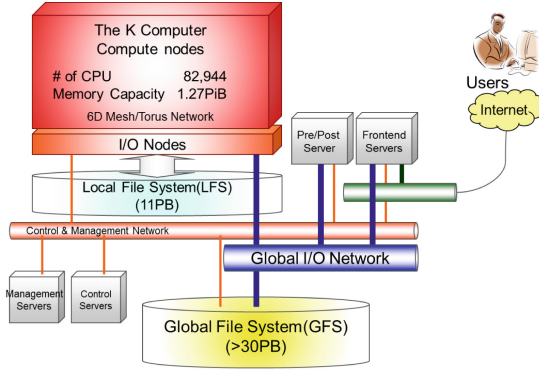 The K Computer
Compute nodes
# of CPU 82,944
Memory Capacity 1.27PiB
6D Mesh/Torus Network
I/O Nodes
Local File System(LFS)
(11PB)
Pre/Post
Server
Frontend
Servers
Users
Internet
Control & Management Network
Global I/O Network
Management
Servers
Control
Servers
Global File System(GFS)
(>30PB)